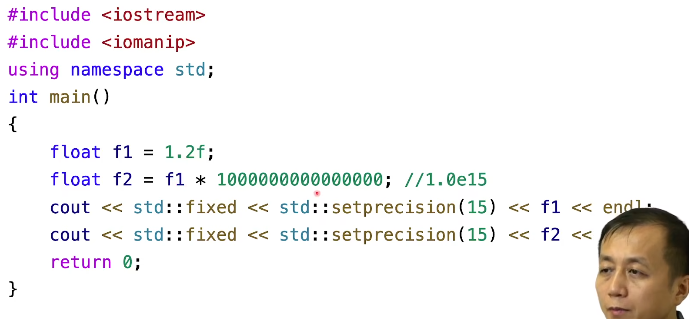 #include <iostream>
#include <iomanip>
using namespace std;
int main()
{
    float f1 = 1.2f;
    float f2 = f1 * 1000000000000000; //1.0e15
    cout << std::fixed << std::setprecision(15) << f1 << endl;
    cout << std::fixed << std::setprecision(15) << f2 <<
    return 0;
}